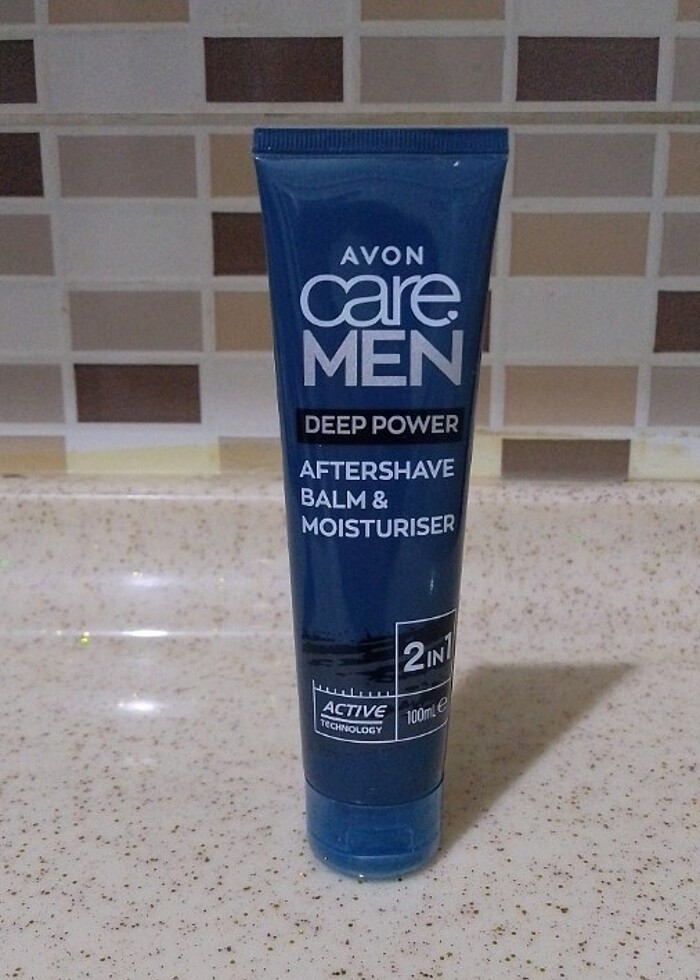 AVON
care
MEN
DEEP POWER
AFTERSHAVE
BALM &
MOISTURISER
2IN1
ACTIVE
TECHNOLOGY
100mL e